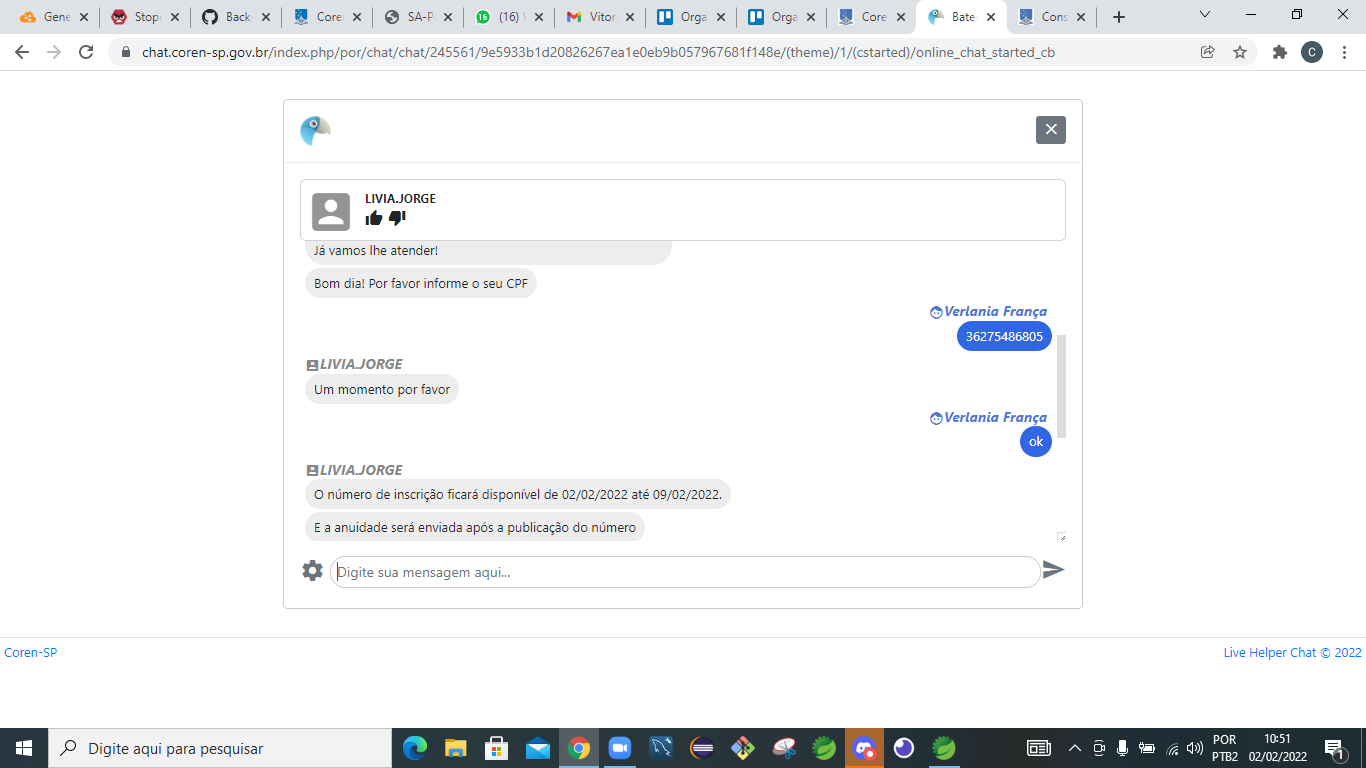 Gene
Stopo
Back-
Core
SA-P
(16) V
Vitor
Orga
Orga
Core
Bate-
Cons
chat.coren-sp.gov.br/index.php/por/chat/chat/245561/9e5933b1d20826267ea1e0eb9b057967681f148e/(theme)/1/(cstarted)/online_chat_started_cb
C
LIVIA.JORGE
Já vamos lhe atender!
Bom dia! Por favor informe o seu CPF
Verlania França
36275486805
LIVIA.JORGE
Um momento por favor
Verlania França
ok
LIVIA.JORGE
O número de inscrição ficará disponível de 02/02/2022 até 09/02/2022.
E a anuidade será enviada após a publicação do número
Digite sua mensagem aqui...
Coren-SP
Live Helper Chat © 2022
Digite aqui para pesquisar
POR
PTB2
10:51
02/02/2022
1